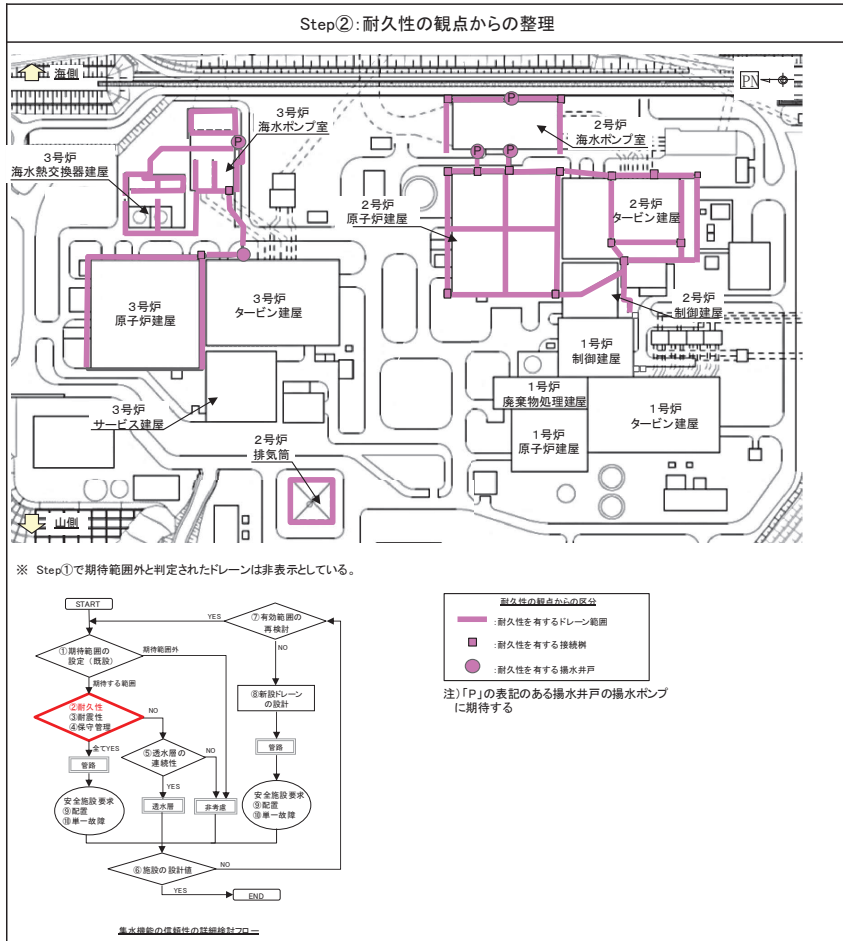 Step②:耐久性の観点からの整理
海側
PN
3号炉
海水ポンプ室
2号炉
海水ポンプ室
3号炉
海水熱交換器建屋
2号炉
原子炉建屋
2号炉
タービン建屋
3号炉
原子炉建屋
3号炉
タービン建屋
2号炉
制御建屋
1号炉
制御建屋
3号炉
サービス建屋
1号炉
廃棄物処理建屋
1号炉
タービン建屋
1号炉
原子炉建屋
2号炉
排気筒
山側
P
P
P
P
※ Step①で期待範囲外と判定されたドレーンは非表示としている。
START
YES
⑦有効範囲の
再検討
①期待範囲の
設定(既設)
期待範囲外
NO
期待する範囲
⑧新設ドレーン
の設計
②耐久性
③耐震性
④保守管理
NO
全てYES
管路
⑤透水層の
連続性
NO
管路
YES
安全施設要求
⑨配置
⑩単一故障
透水層
非考慮
安全施設要求
⑨配置
⑩単一故障
⑥施設の設計値
NO
YES
END
集水機能の信頼性の詳細検討フロー
耐久性の観点からの区分
:耐久性を有するドレーン範囲
:耐久性を有する接続桝
:耐久性を有する揚水井戸
注)「P」の表記のある揚水井戸の揚水ポンプ
に期待する